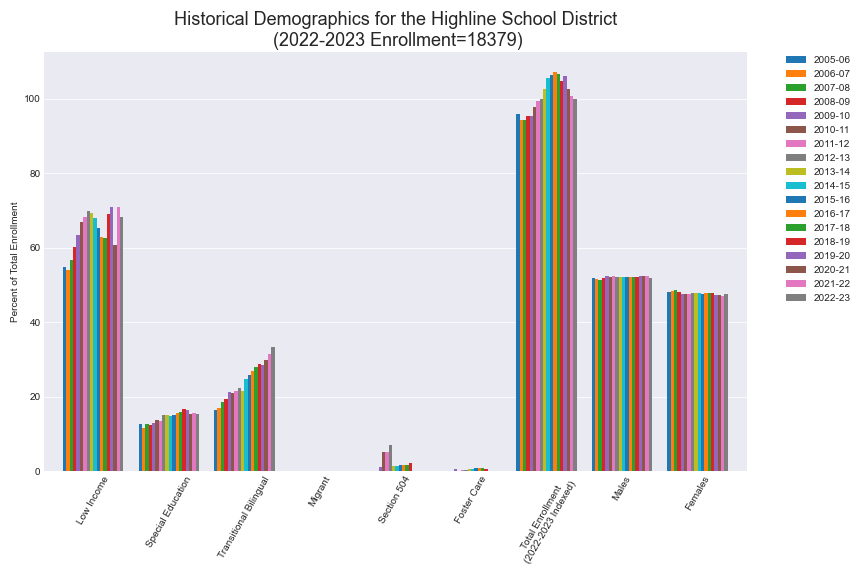 Historical Demographics for the Highline School District
(2022-2023 Enrollment=18379)
Percent of Total Enrollment
100
80
60
40
20
0
Low Income
Special Education
Transitional Bilingual
Migrant
Section 504
Foster Care
Total Enrollment
(2022-2023 Indexed)
Males
Females
2005-06
2006-07
2007-08
2008-09
2009-10
2010-11
2011-12
2012-13
2013-14
2014-15
2015-16
2016-17
2017-18
2018-19
2019-20
2020-21
2021-22
2022-23